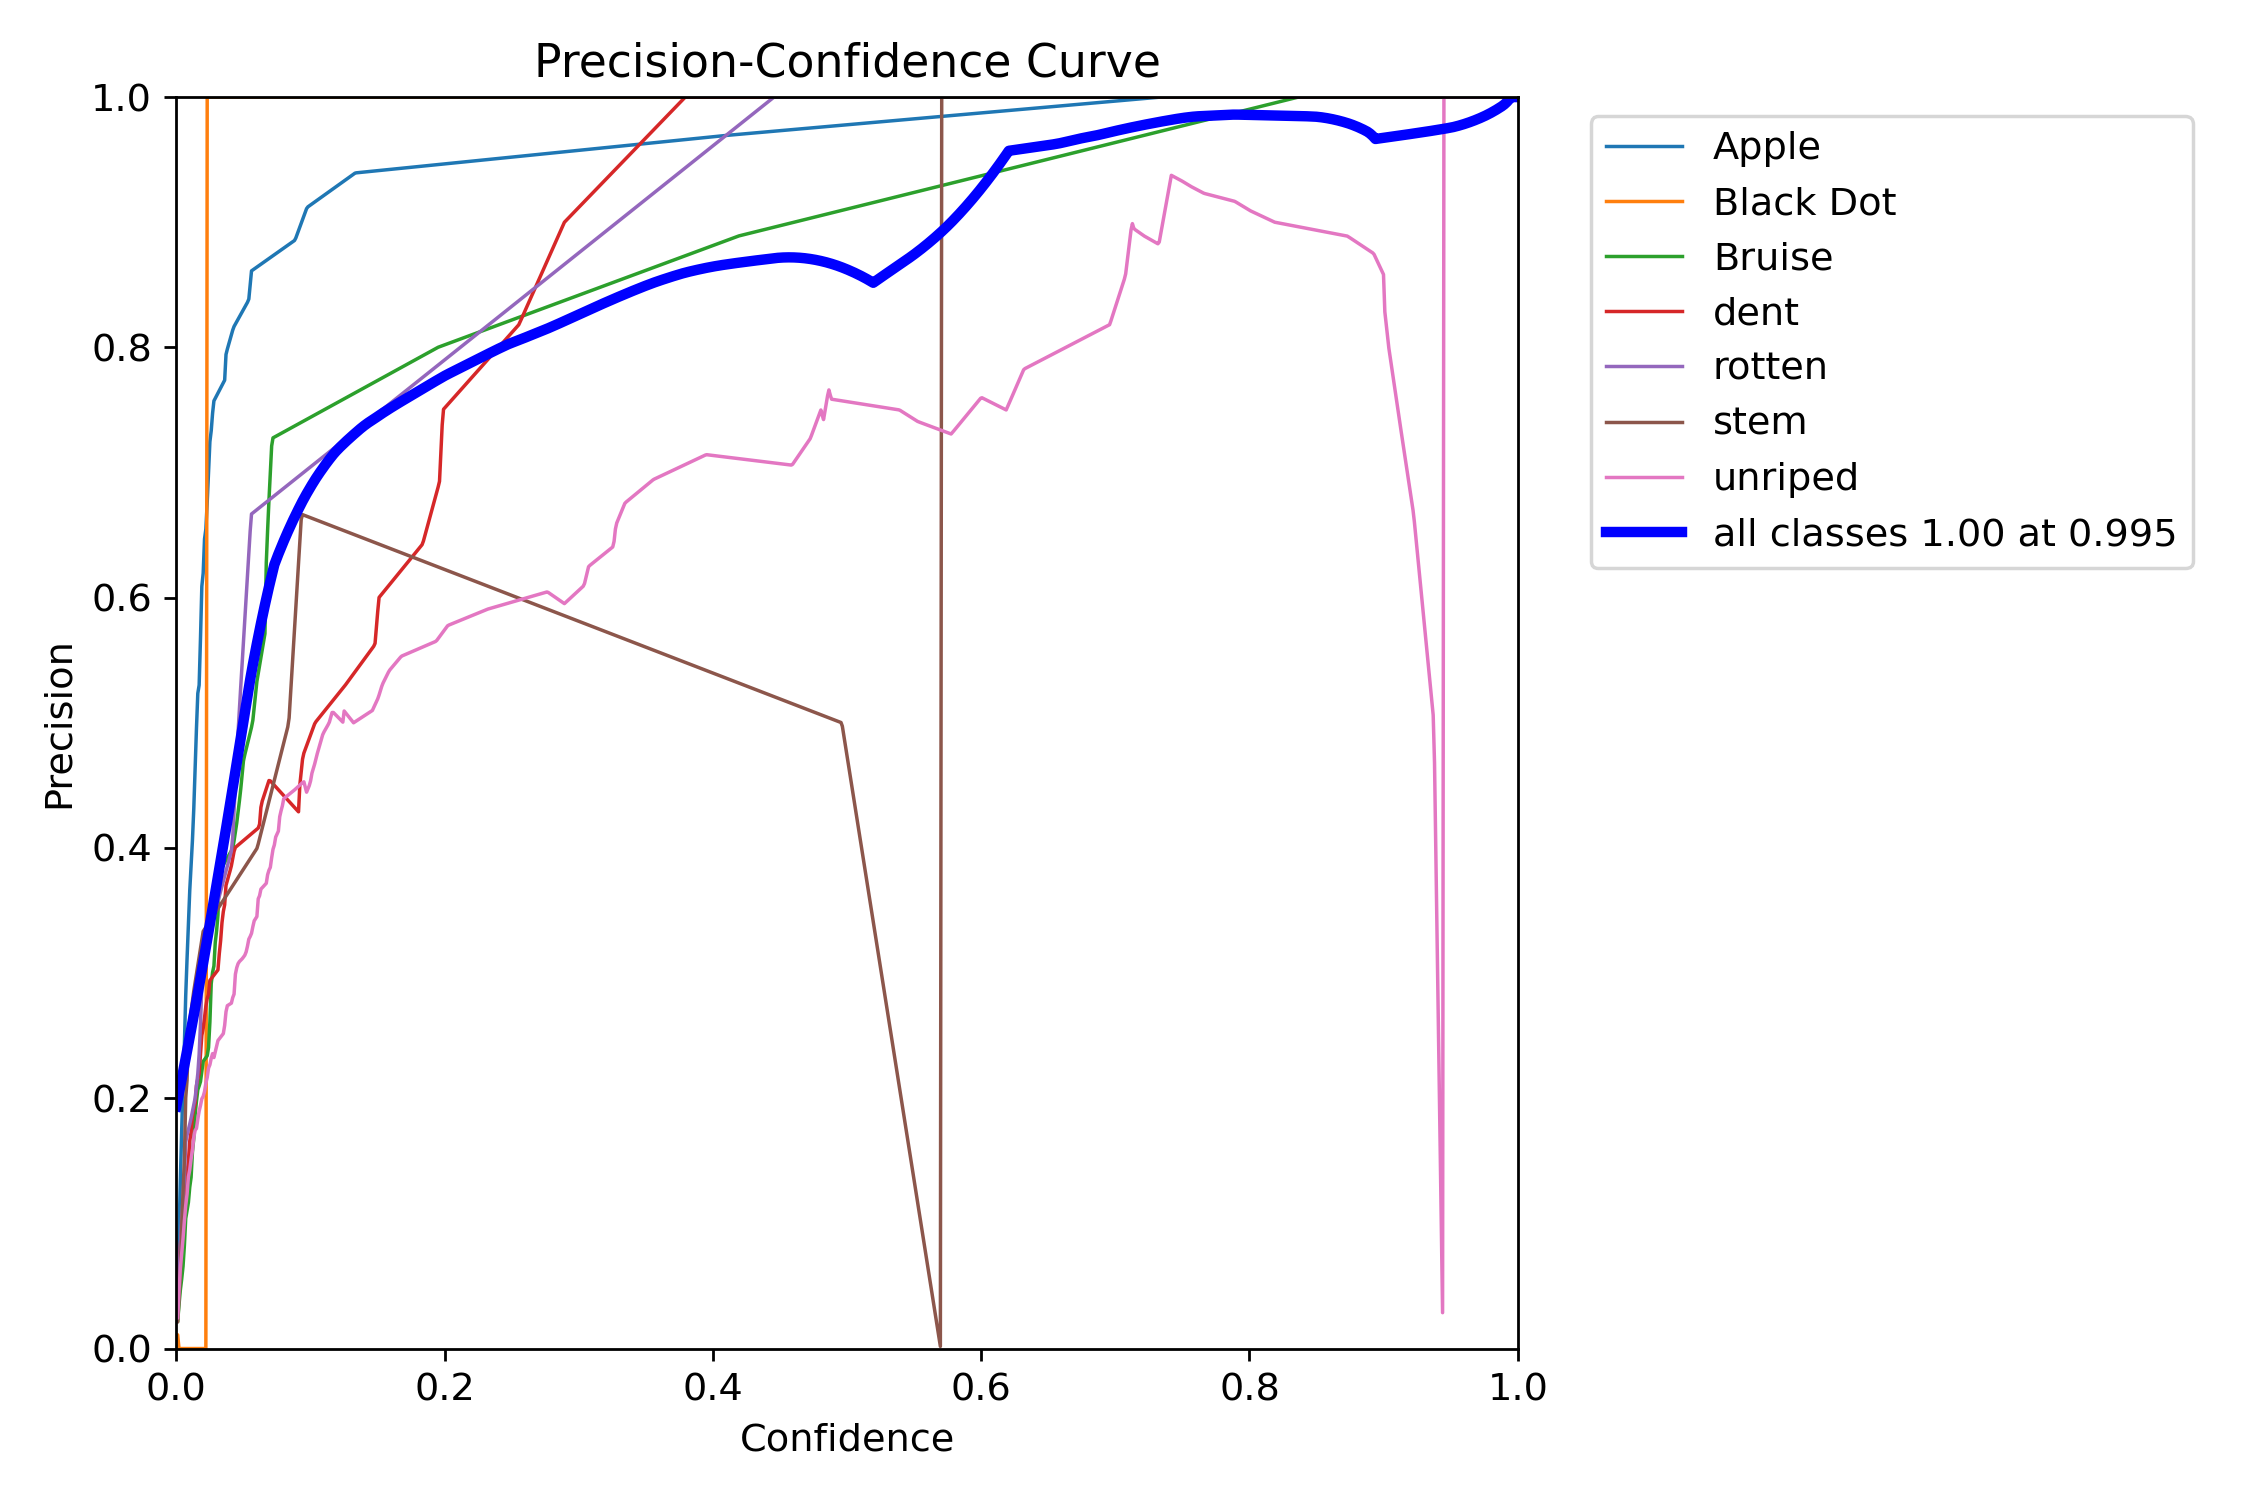 Precision-Confidence Curve
1.0
0.8
0.6
0.4
0.2
0.0
Precision
0.0 0.2 0.4 0.6 0.8 1.0
Confidence
Apple
Black Dot
Bruise
dent
rotten
stem
unriped
all classes 1.00 at 0.995